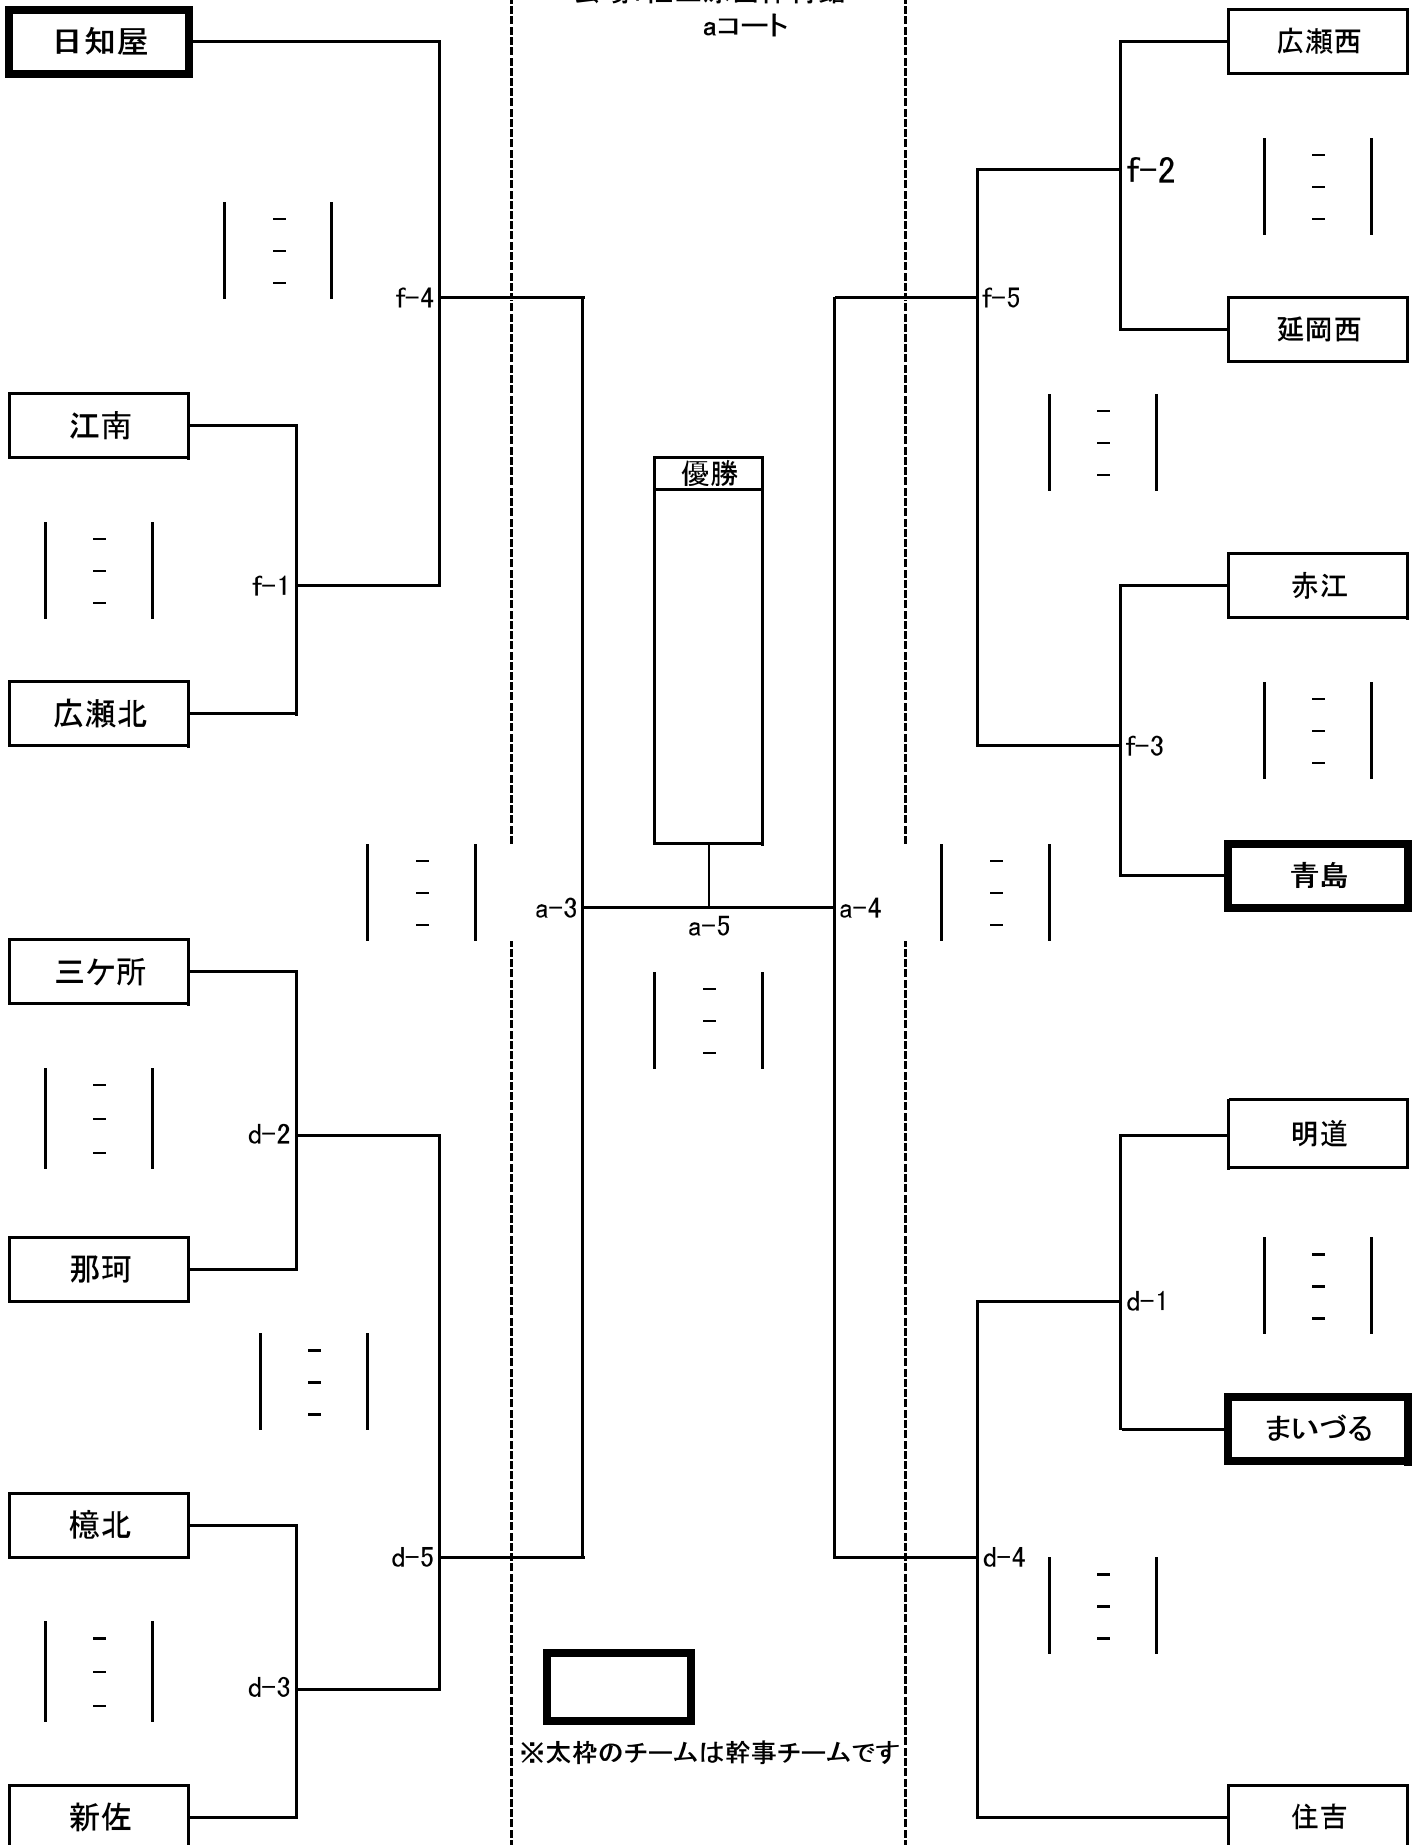 aコート
日知屋
広瀬西
f-2
f-4
f-5
延岡西
江南
優勝
f-1
赤江
広瀬北
f-3
青島
a-3
a-4
a-5
三ケ所
d-2
明道
那珂
d-1
まいづる
檍北
d-5
d-4
d-3
※太枠のチームは幹事チームです
新佐
住吉